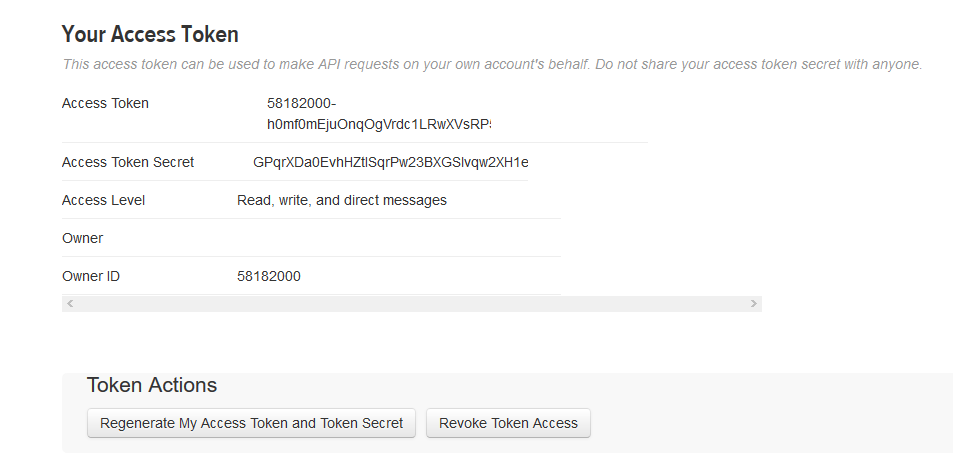 Your Access Token
This access token can be used to make API requests on your own account's behalf. Do not share your access token secret with anyone.
Access Token 58182000-
h0mf0mEjuOnqOgVrdc1LRwXVsRP
Access Token Secret GPqrXDa0EvhHZtlSqrPw23BXGSlvqw2XH1e
Access Level Read, write, and direct messages
Owner
Owner ID 58182000
Token Actions
Regenerate My Access Token and Token Secret Revoke Token Access